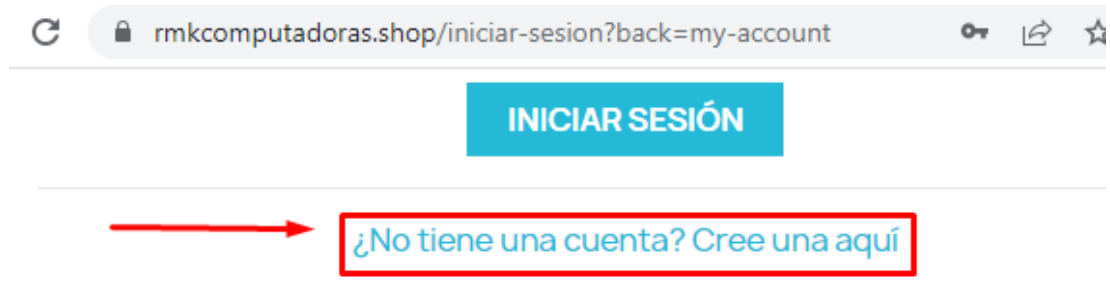 rmkcomputadoras.shop/iniciar-sesion?back=my-account
INICIAR SESIÓN
¿No tiene una cuenta? Cree una aquí